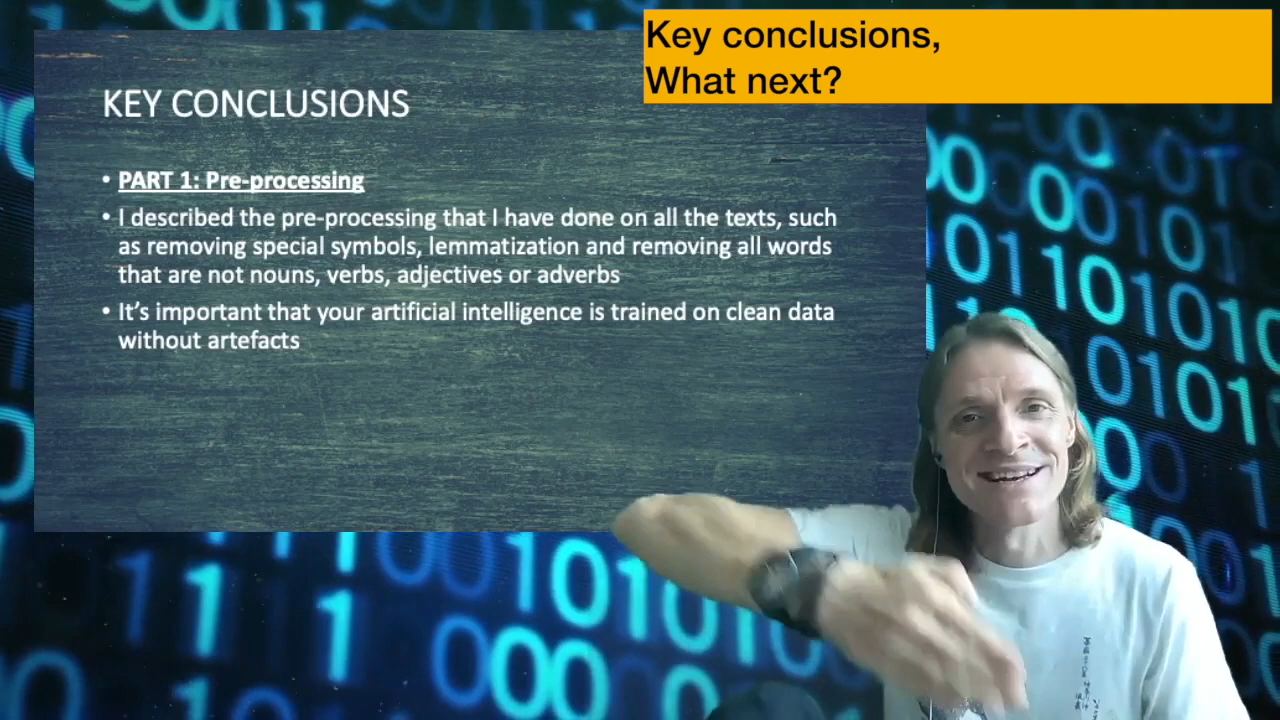 Key conclusions,
What next?
KEY CONCLUSIONS
• PART 1: Pre-processing
• I described the pre-processing that I have done on all the texts, such
as removing special symbols, lemmatization and removing all words
that are not nouns, verbs, adjectives or adverbs
• It's important that your artificial intelligence is trained on clean data
without artefacts